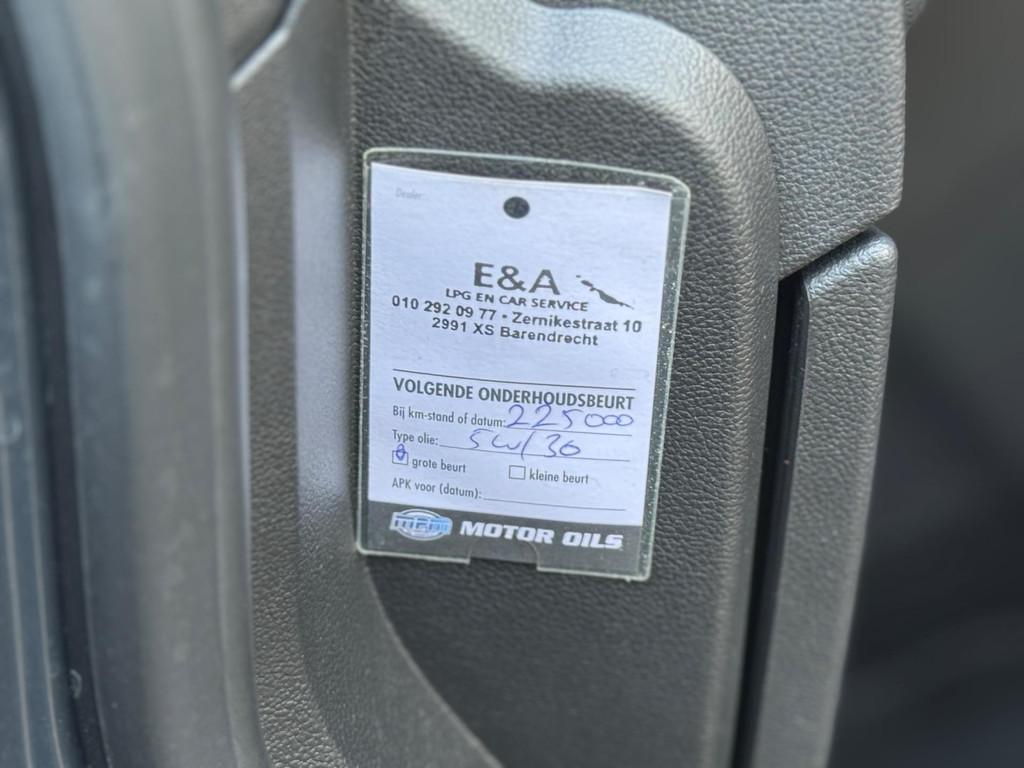 Dealer:
E&A
LPG EN CAR SERVICE
010 292 09 77 • Zernikestraat 10
2991 XS Barendrecht
VOLGENDE ONDERHOUDSBEURT
Bij km-stand of datum: 225000
Type olie: 5W/30
grote beurt kleine beurt
APK voor (datum):
MPM MOTOR OILS